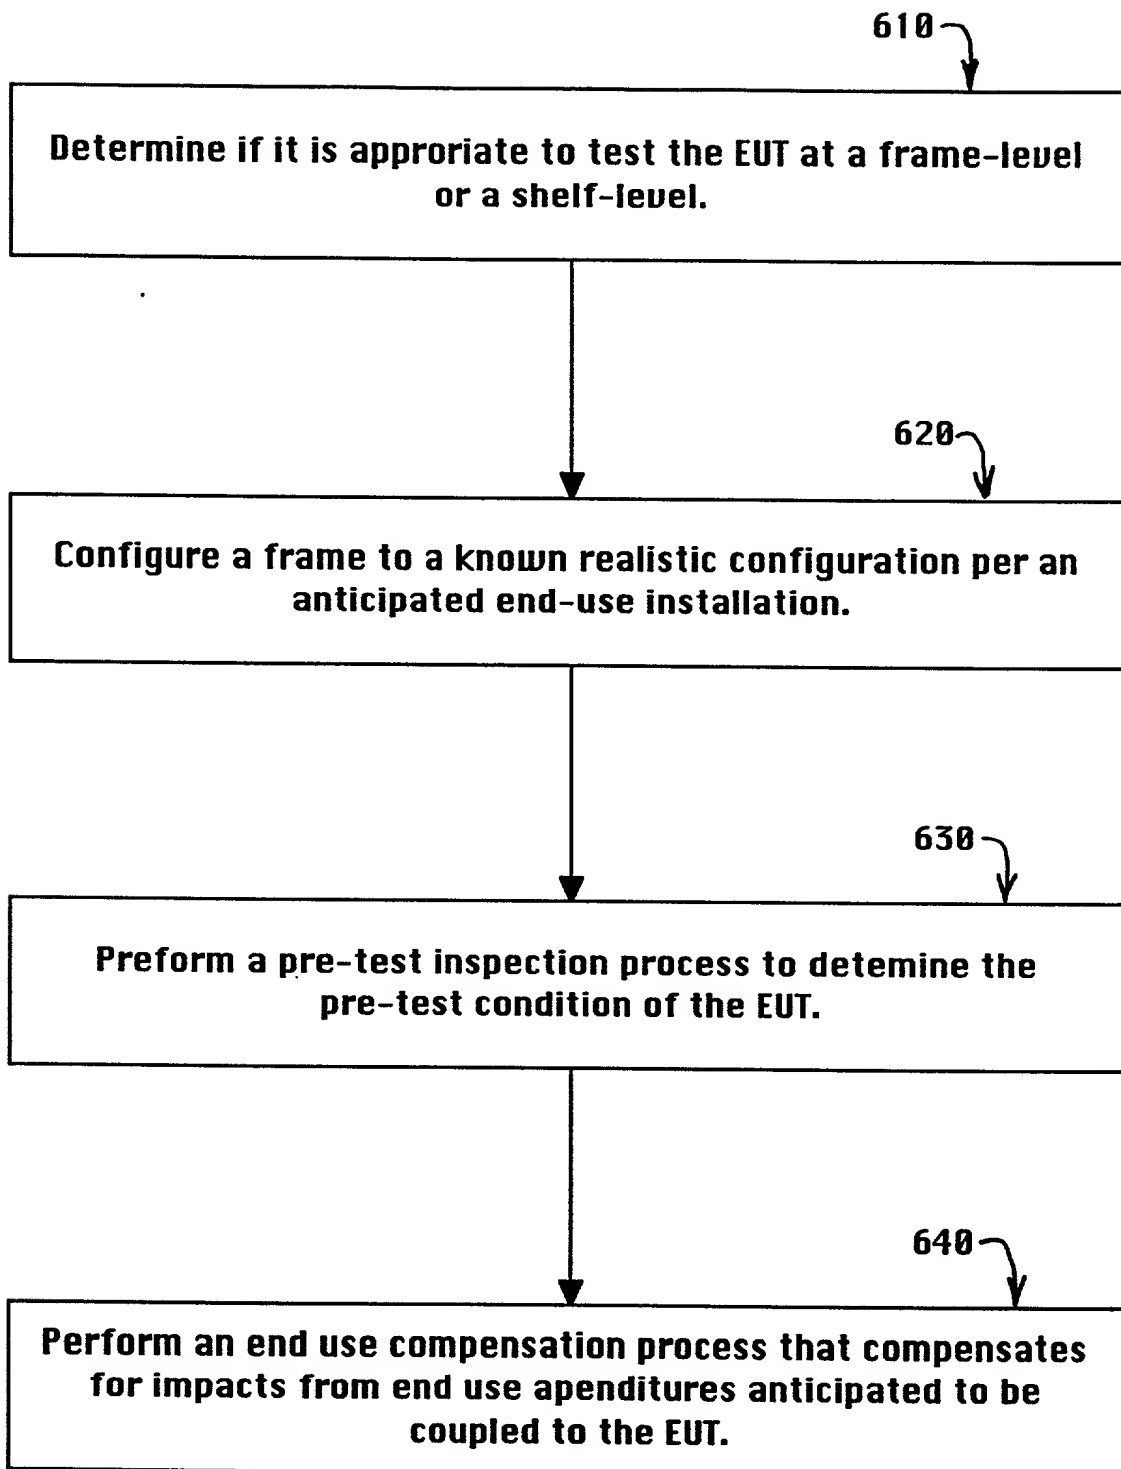 610
Determine if it is approriate to test the EUT at a frame-level
or a shelf-level.
620
Configure a frame to a known realistic configuration per an
anticipated end-use installation.
630
Preform a pre-test inspection process to detemine the
pre-test condition of the EUT.
640
Perform an end use compensation process that compensates
for impacts from end use apenditures anticipated to be
coupled to the EUT.